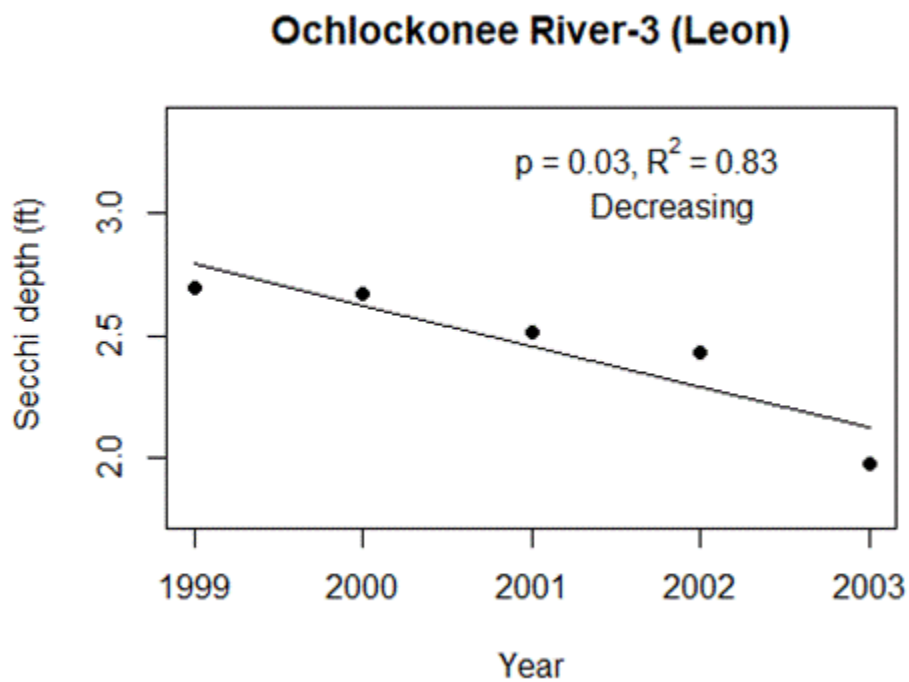 Ochlockonee River-3 (Leon)
p = 0.03, R² = 0.83
Decreasing
Secchi depth (ft)
3.0
2.5
2.0
1999 2000 2001 2002 2003
Year